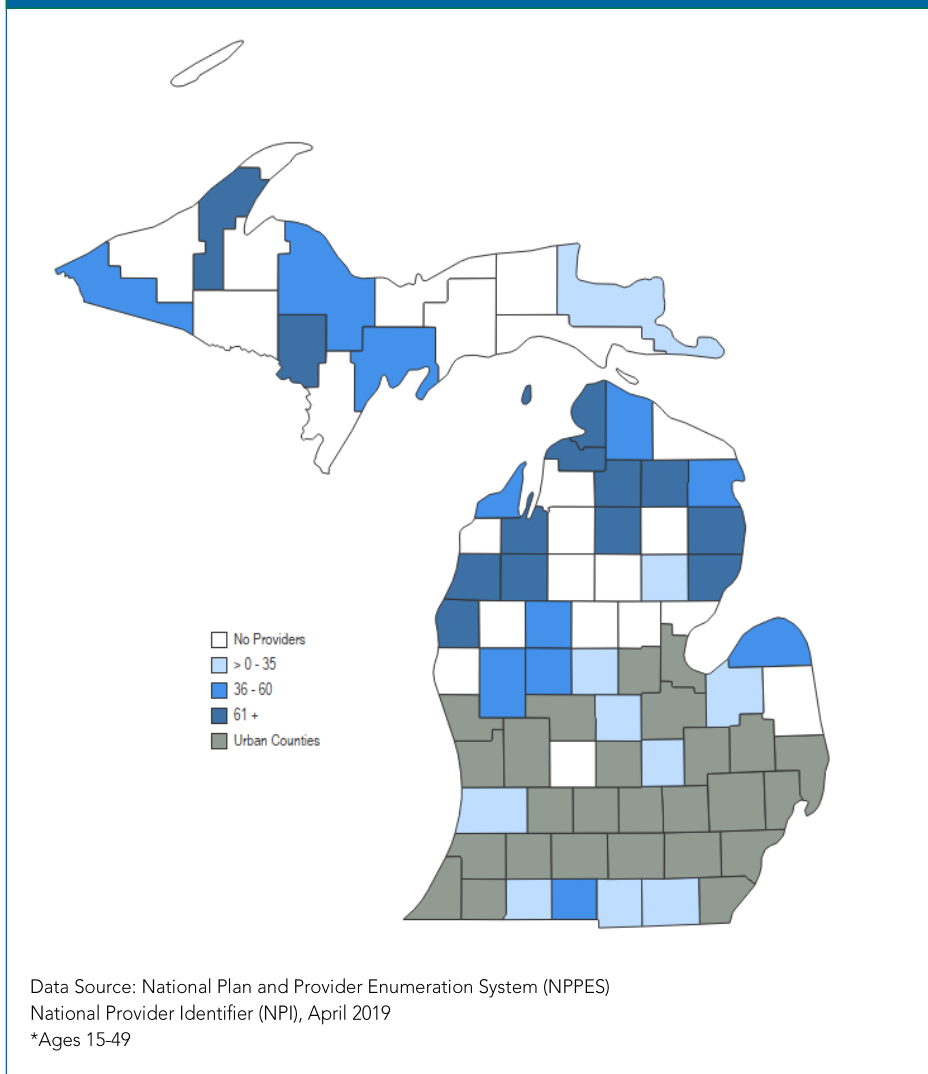 No Providers
> 0 - 35
36 - 60
61 +
Urban Counties
Data Source: National Plan and Provider Enumeration System (NPPES)
National Provider Identifier (NPI), April 2019
*Ages 15-49